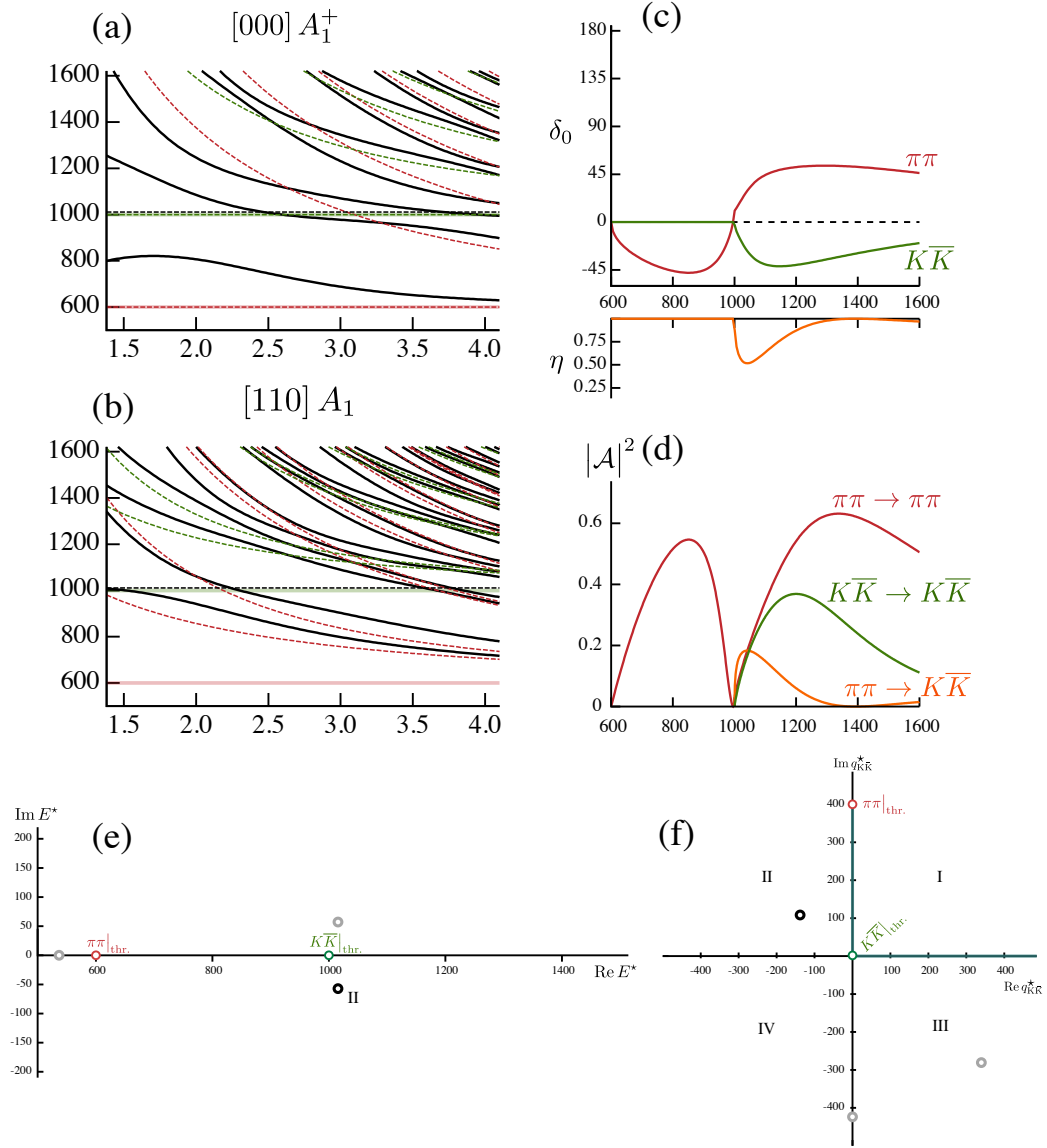 (a) [000] A₁⁺
1600
1400
1200
1000
800
600
1.5 2.0 2.5 3.0 3.5 4.0
(b) [110] A₁
1600
1400
1200
1000
800
600
1.5 2.0 2.5 3.0 3.5 4.0
(c)
180
135
90
45
0
-45
δ₀
ππ
KK̅
600 800 1000 1200 1400 1600
η
0.75
0.50
0.25
|𝒜|² (d)
0.6
0.4
0.2
0
ππ → ππ
KK̅ → KK̅
ππ → KK̅
600 800 1000 1200 1400 1600
Im E⋆
(e)
200
150
100
50
0
-50
-100
-150
-200
ππ|thr.
KK̅|thr.
600 800 1000 1200 1400
Re E⋆
II
Im q⋆KK̅
(f)
400
300
200
100
-100
-200
-300
-400
ππ|thr.
II
I
KK̅|thr.
-400 -300 -200 -100 100 200 300 400
Re q⋆KK̅
IV
III